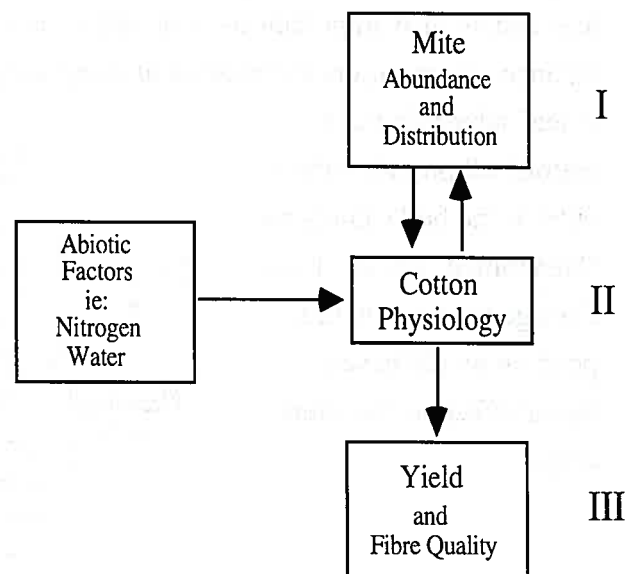 Mite
Abundance
and
Distribution
I
Abiotic
Factors
ie:
Nitrogen
Water
Cotton
Physiology
II
Yield
and
Fibre Quality
III